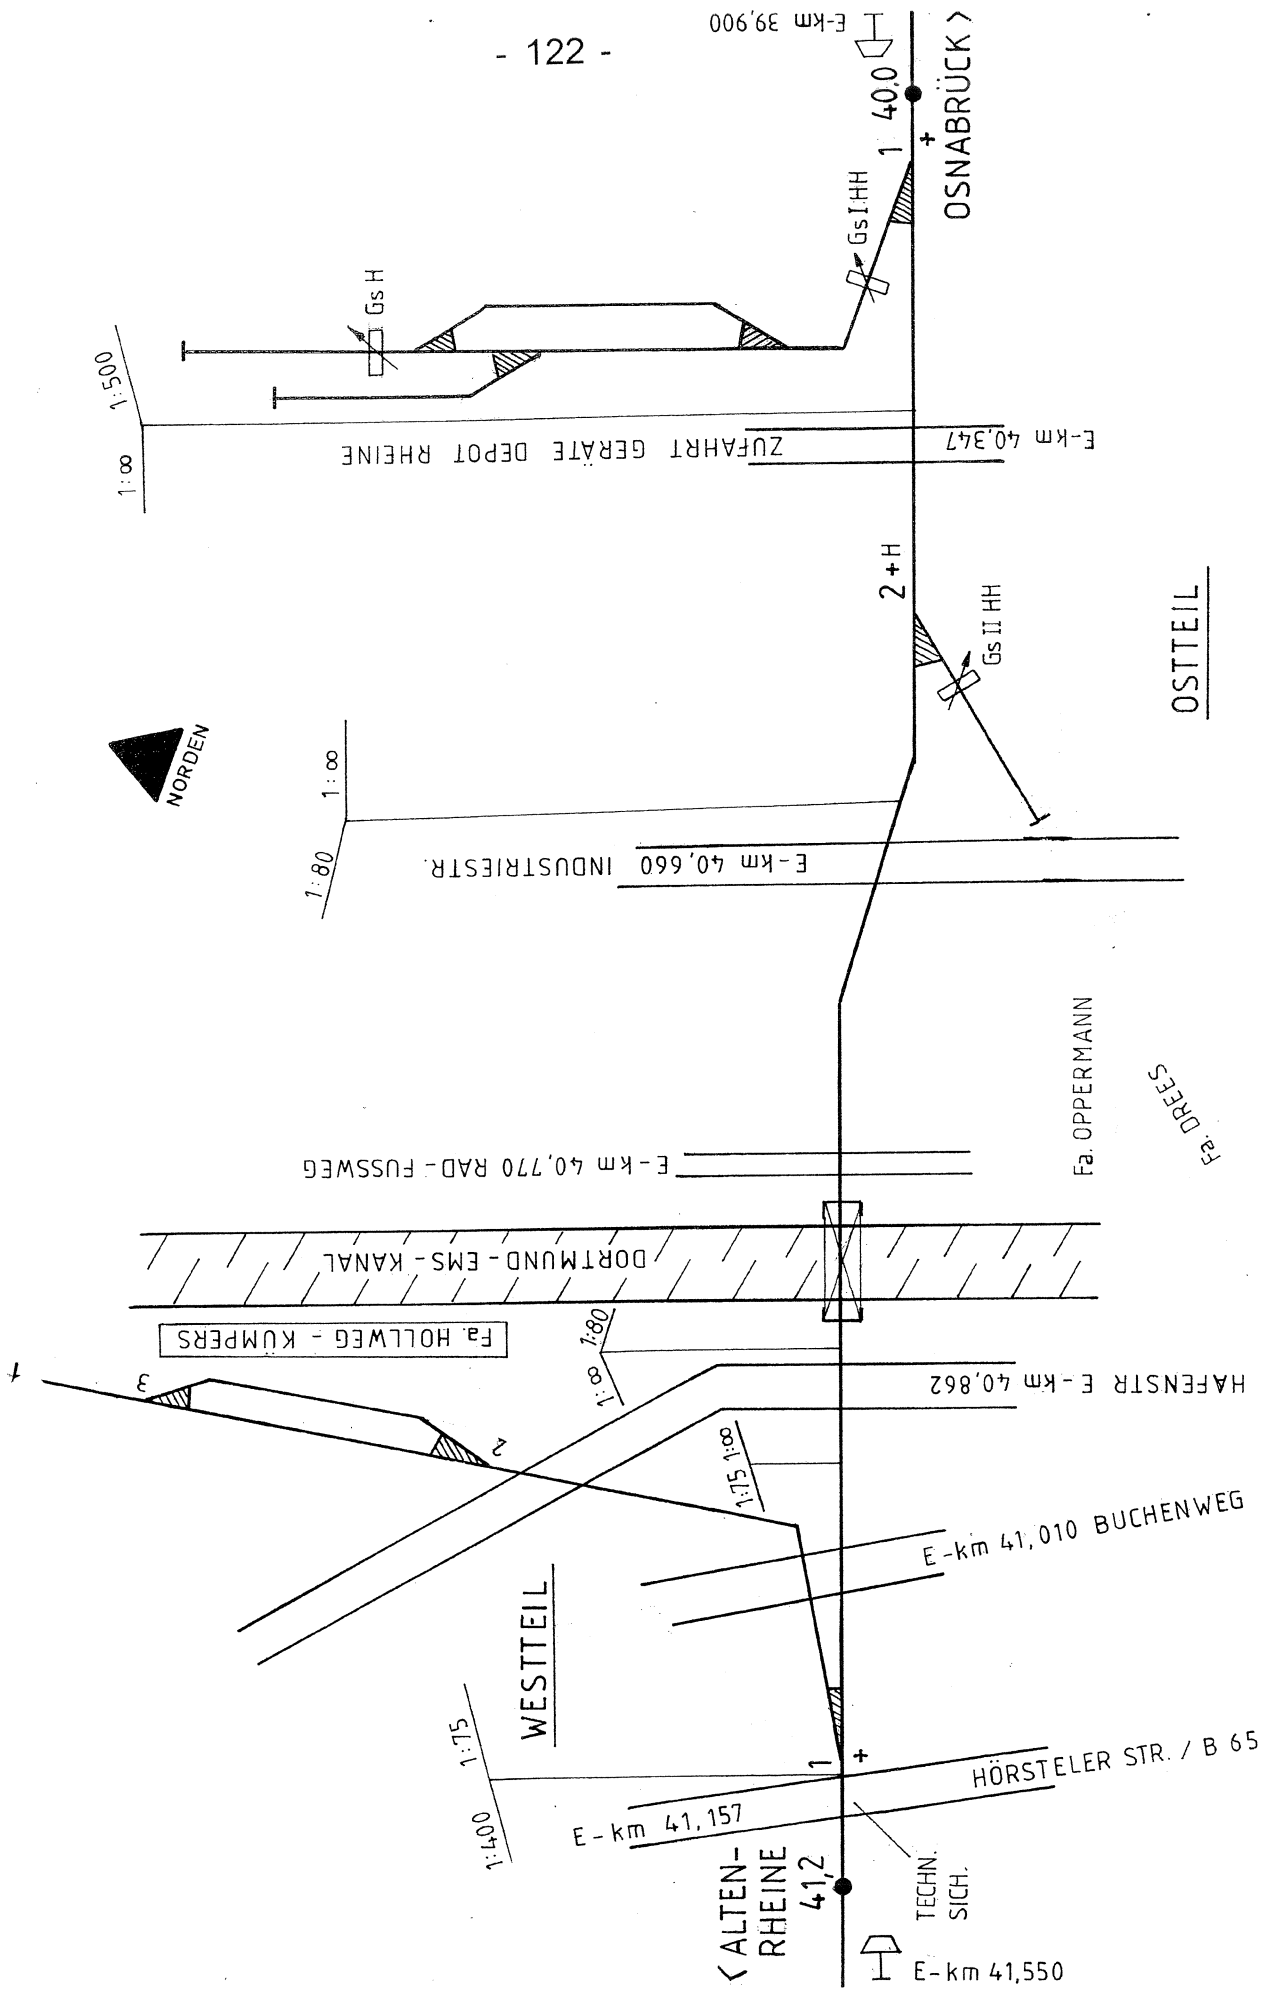 - 122 -
E-km 39,900
40,0
1
+
OSNABRÜCK >
GsI HH
Gs H
1:500
1:∞
ZUFAHRT GERÄTE DEPOT RHEINE
E-km 40,347
2+H
Gs II HH
OSTTEIL
NORDEN
1:∞
1:80
E-km 40,660 INDUSTRIESTR.
Fa. OPPERMANN
Fa. DREES
E-km 40,770 RAD-FUSSWEG
DORTMUND-EMS-KANAL
Fa. HOLLWEG - KÜMPERS
1:80
1:∞
HAFENSTR E-km 40,862
3
2
1:75 1:∞
E-km 41,010 BUCHENWEG
WESTTEIL
1:75
1:400
1
+
HÖRSTELER STR. / B 65
E-km 41,157
< ALTEN-
RHEINE
41,2
TECHN.
SICH.
E-km 41,550